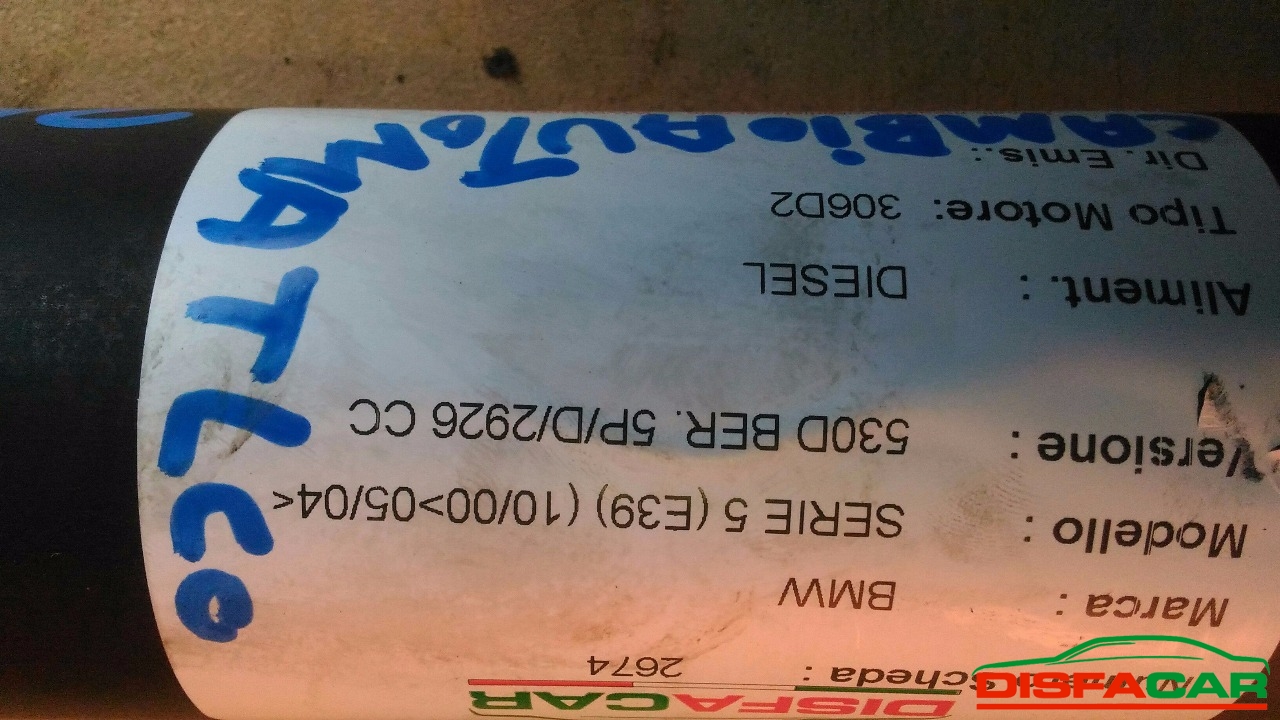 DISFACAR
Numero scheda : 2674
Marca : BMW
Modello : SERIE 5 (E39) (10/00>05/04<
Versione : 530D BER. 5P/D/2926 CC
Aliment. : DIESEL
Tipo Motore: 306D2
Dir. Emis.:
CAMBio AUToMATiCO
DISFACAR